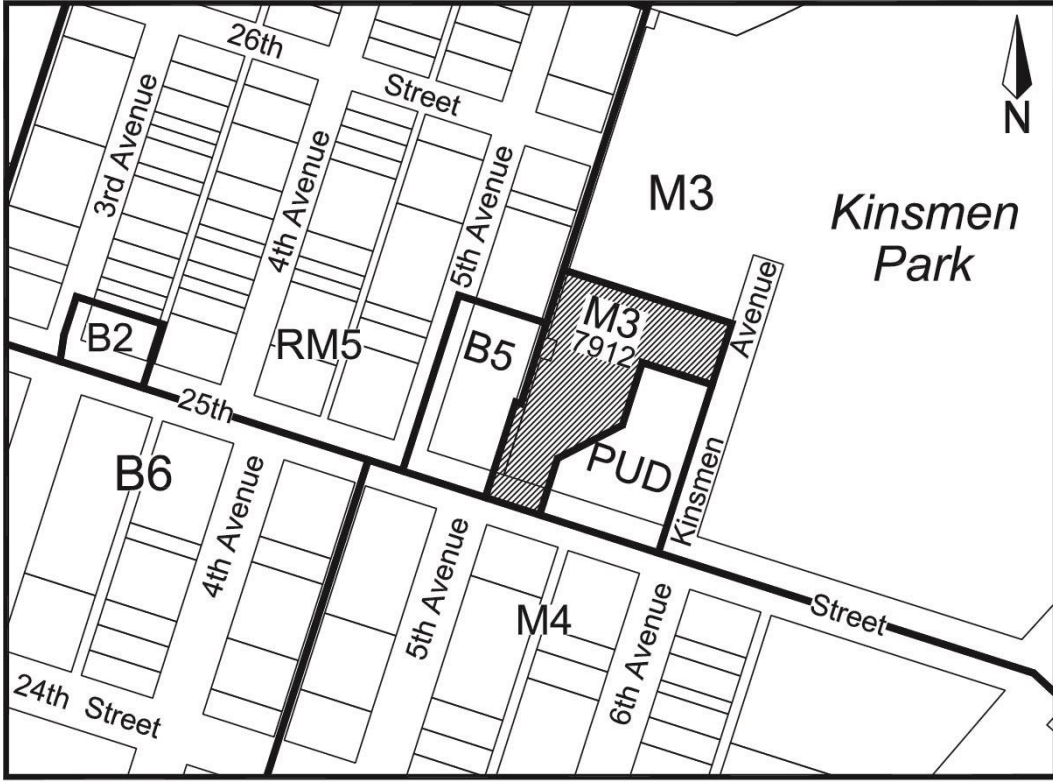 26th
Street
3rd Avenue
4th Avenue
5th Avenue
N
M3
Kinsmen
Park
Avenue
M3
7912
B2
RM5
B5
25th
PUD
Kinsmen
B6
4th Avenue
5th Avenue
M4
6th Avenue
Street
24th Street